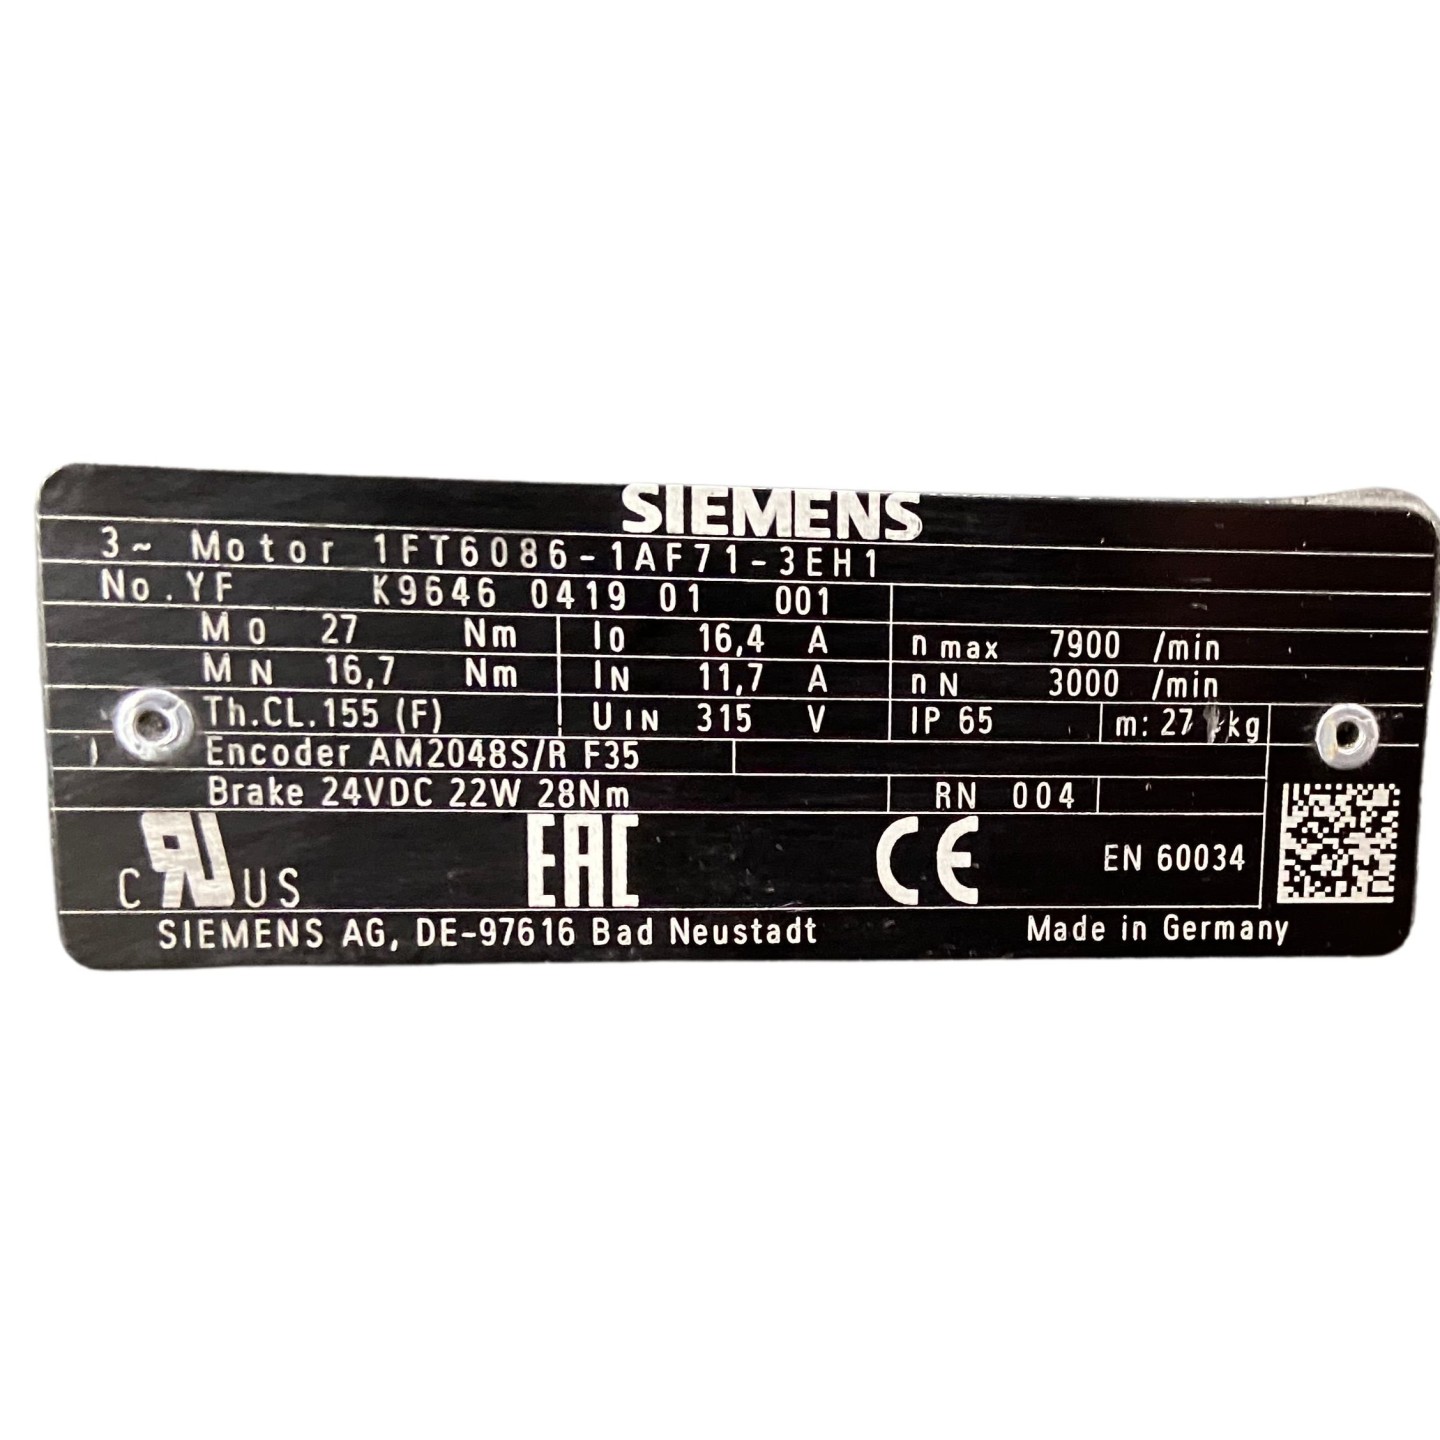 SIEMENS
3~ Motor 1FT6086-1AF71-3EH1
No.YF K9646 0419 01 001
M0 27 Nm I0 16,4 A n max 7900 /min
MN 16,7 Nm IN 11,7 A nN 3000 /min
Th.CL.155 (F) UIN 315 V IP 65 m: 27 kg
Encoder AM2048S/R F35
Brake 24VDC 22W 28Nm RN 004
C RU US EAC CE EN 60034
SIEMENS AG, DE-97616 Bad Neustadt Made in Germany